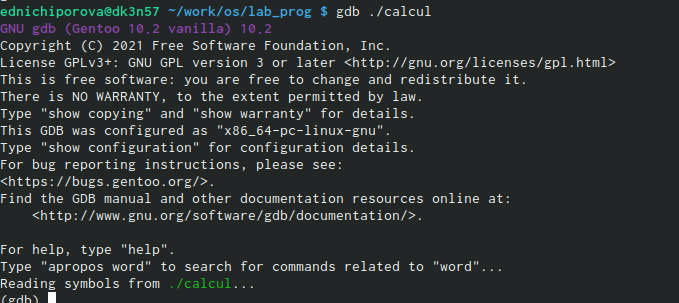 ednichiporova@dk3n57 ~/work/os/lab_prog $ gdb ./calcul
GNU gdb (Gentoo 10.2 vanilla) 10.2
Copyright (C) 2021 Free Software Foundation, Inc.
License GPLv3+: GNU GPL version 3 or later <http://gnu.org/licenses/gpl.html>
This is free software: you are free to change and redistribute it.
There is NO WARRANTY, to the extent permitted by law.
Type "show copying" and "show warranty" for details.
This GDB was configured as "x86_64-pc-linux-gnu".
Type "show configuration" for configuration details.
For bug reporting instructions, please see:
<https://bugs.gentoo.org/>.
Find the GDB manual and other documentation resources online at:
    <http://www.gnu.org/software/gdb/documentation/>.

For help, type "help".
Type "apropos word" to search for commands related to "word"...
Reading symbols from ./calcul...
(gdb)